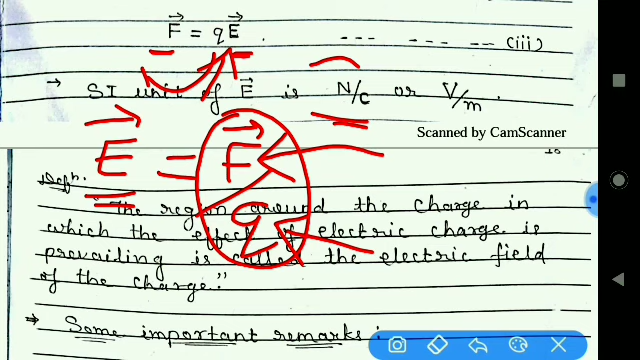 F = qE --- --- -- (iii)
→ SI unit of E is N/C or V/m.
Scanned by CamScanner
E = F
Defⁿ.
"The region around the charge in
which the effect of electric charge is
prevailing is called the electric field
of the charge."
⇒ Some important remarks :